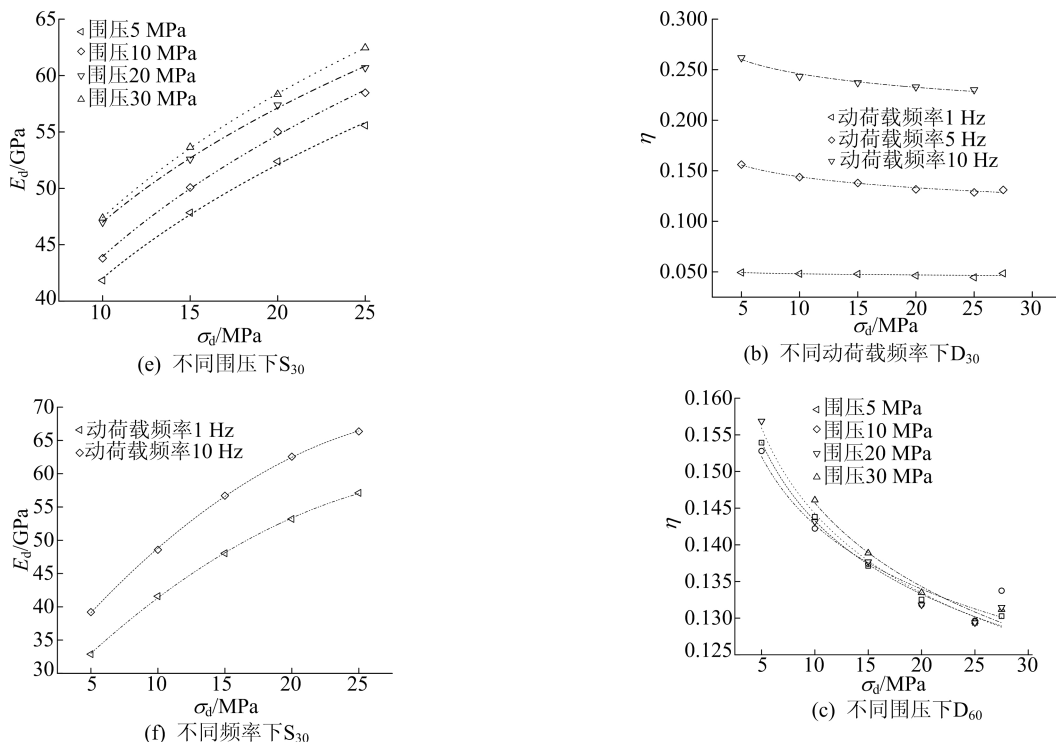 65
60
55
50
45
40
E_d/GPa
围压5 MPa
围压10 MPa
围压20 MPa
围压30 MPa
10 15 20 25
σ_d/MPa
(e) 不同围压下S_30
0.300
0.250
0.200
0.150
0.100
0.050
η
动荷载频率1 Hz
动荷载频率5 Hz
动荷载频率10 Hz
5 10 15 20 25 30
σ_d/MPa
(b) 不同动荷载频率下D_30
70
65
60
55
50
45
40
35
30
E_d/GPa
动荷载频率1 Hz
动荷载频率10 Hz
5 10 15 20 25
σ_d/MPa
(f) 不同频率下S_30
0.160
0.155
0.150
0.145
0.140
0.135
0.130
0.125
η
围压5 MPa
围压10 MPa
围压20 MPa
围压30 MPa
5 10 15 20 25 30
σ_d/MPa
(c) 不同围压下D_60